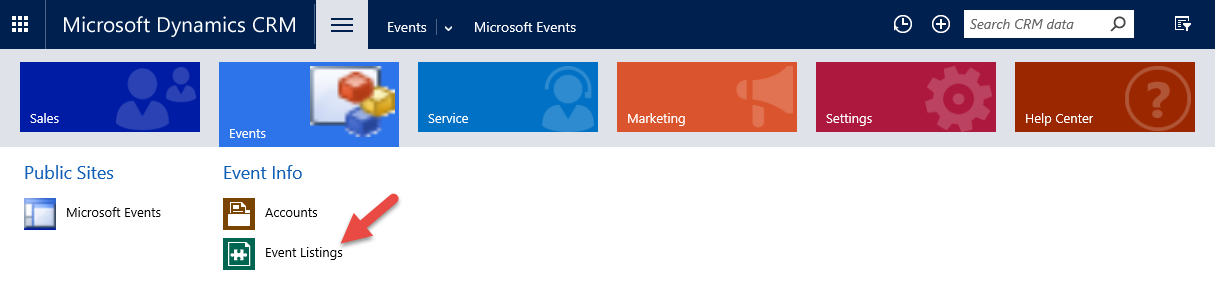 Microsoft Dynamics CRM Events Microsoft Events Search CRM data
Sales Events Service Marketing Settings Help Center
Public Sites Event Info
Microsoft Events Accounts
Event Listings